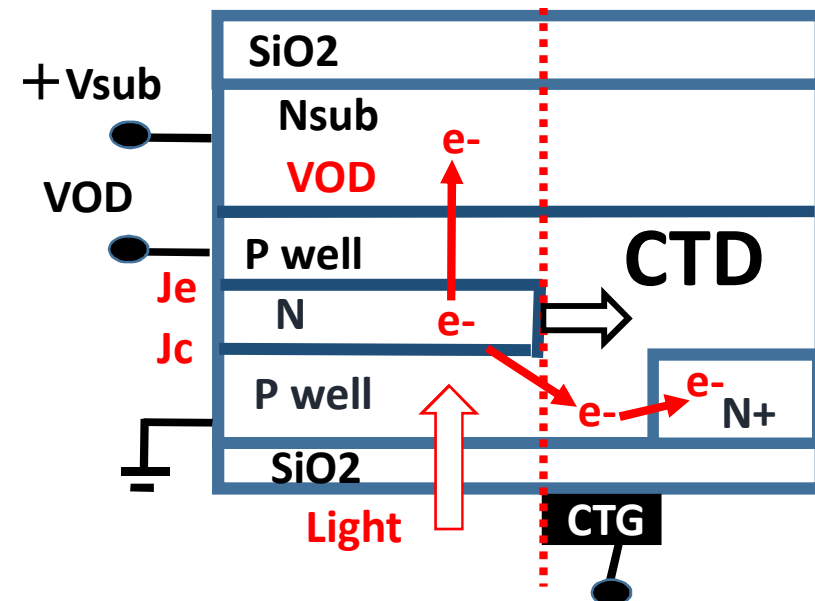 SiO2
+Vsub
Nsub
e-
VOD
VOD
P well
CTD
Je
N
e-
Jc
P well
e-
e-
N+
SiO2
Light
CTG